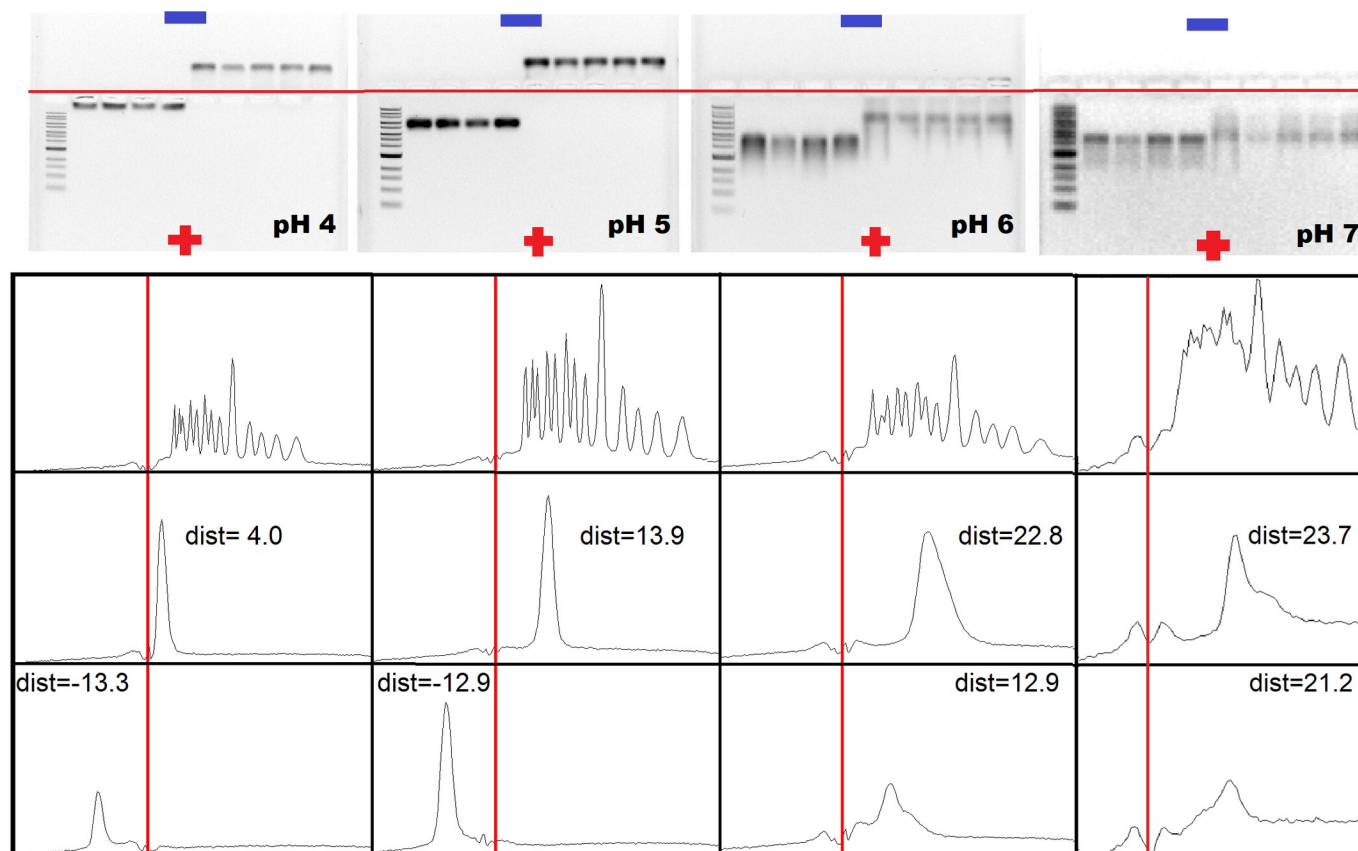 pH 4
pH 5
pH 6
pH 7
dist= 4.0
dist=13.9
dist=22.8
dist=23.7
dist=-13.3
dist=-12.9
dist=12.9
dist=21.2